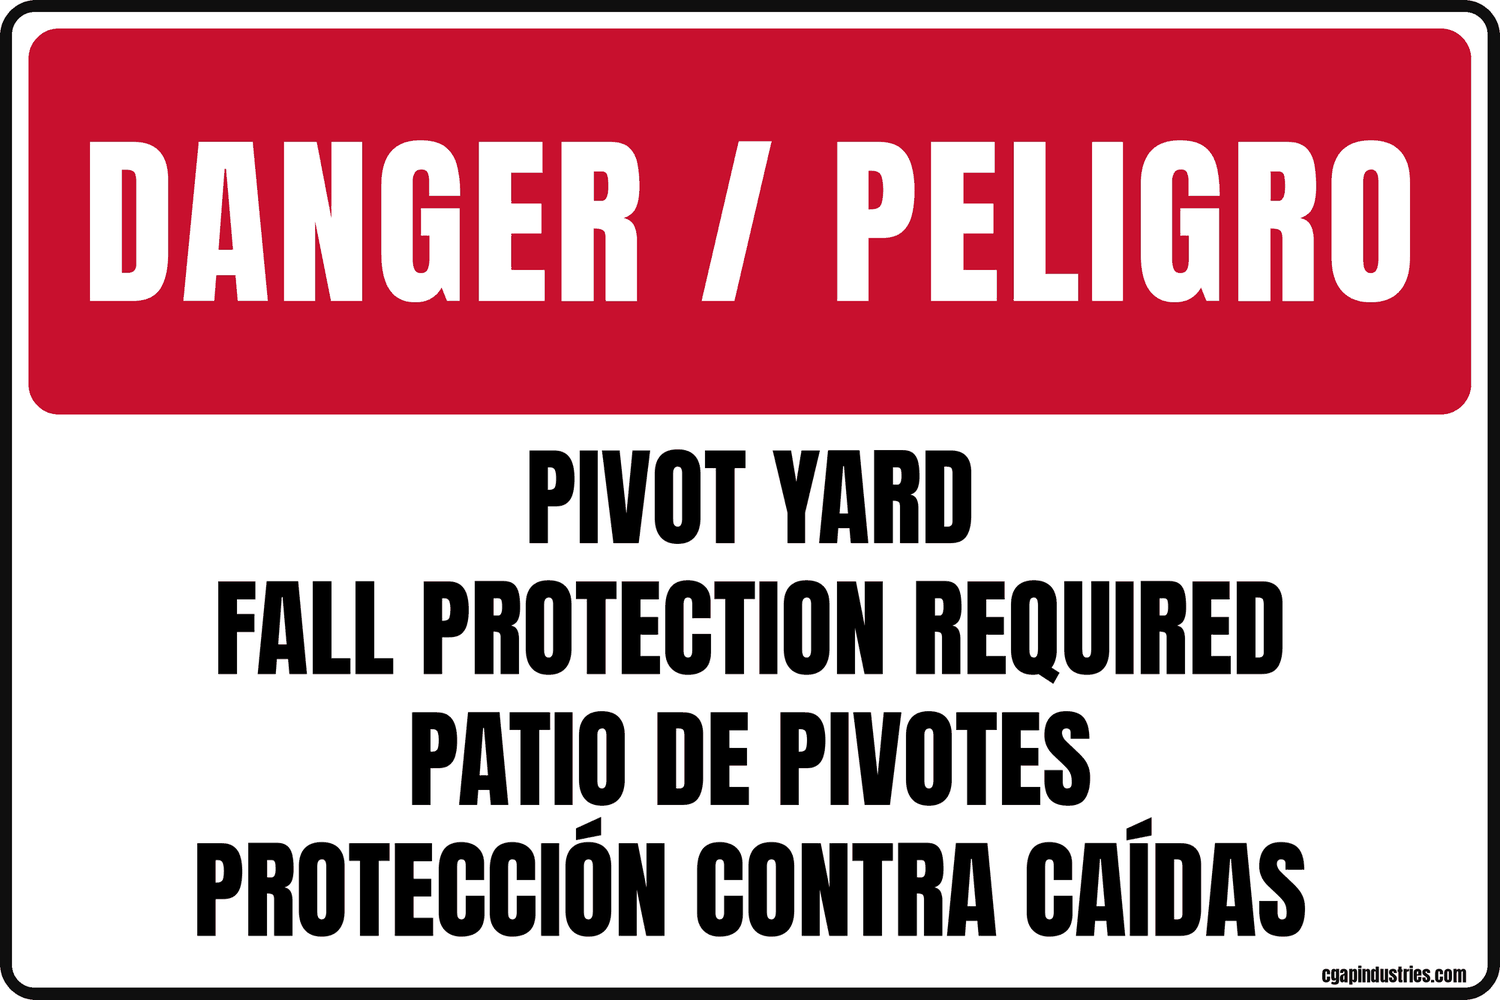 DANGER / PELIGRO
PIVOT YARD
FALL PROTECTION REQUIRED
PATIO DE PIVOTES
PROTECCIÓN CONTRA CAÍDAS
cgapindustries.com